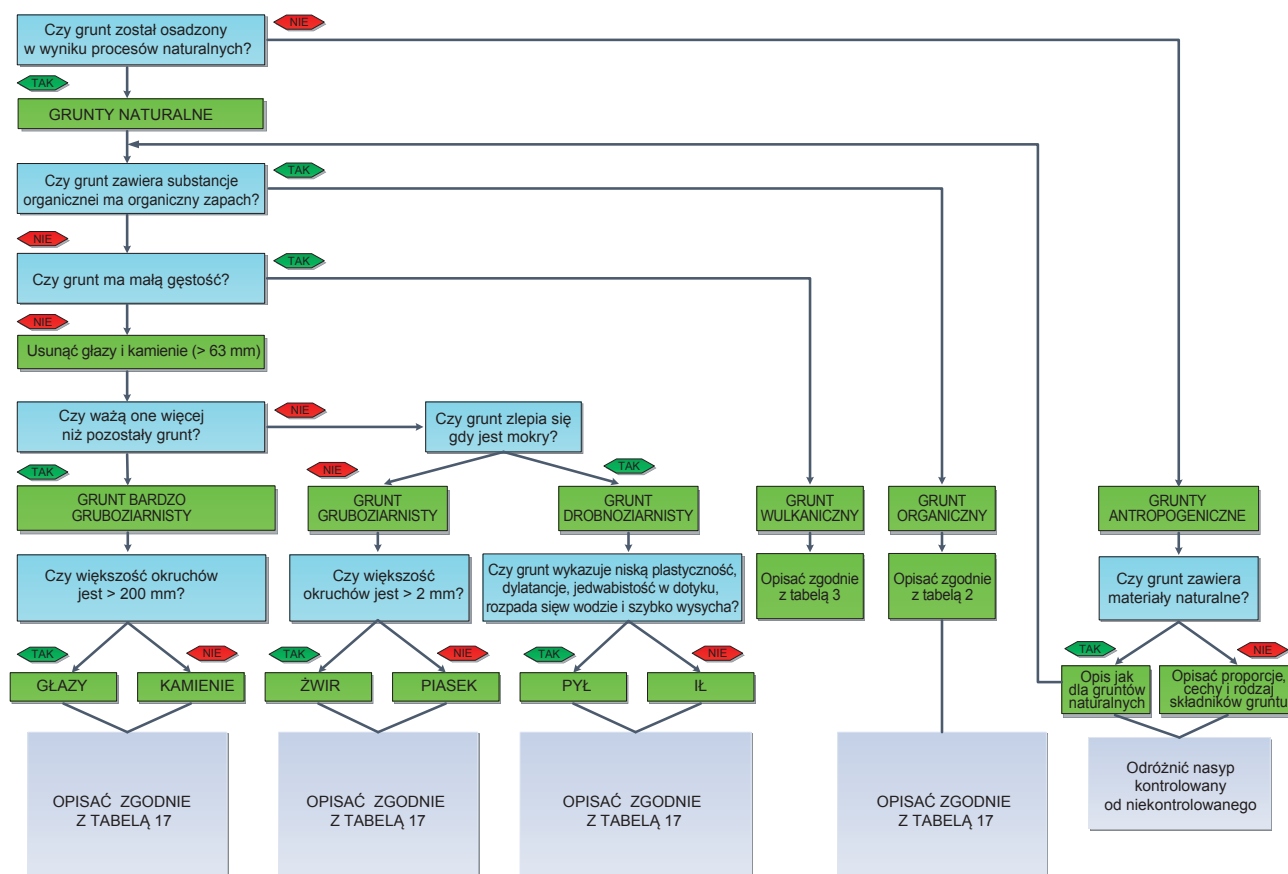 Czy grunt został osadzony
w wyniku procesów naturalnych?
NIE
TAK
GRUNTY NATURALNE
Czy grunt zawiera substancje
organicznei ma organiczny zapach?
TAK
NIE
Czy grunt ma małą gęstość?
TAK
NIE
Usunąć głazy i kamienie (> 63 mm)
Czy ważą one więcej
niż pozostały grunt?
NIE
Czy grunt zlepia się
gdy jest mokry?
TAK
NIE
TAK
GRUNT BARDZO
GRUBOZIARNISTY
GRUNT
GRUBOZIARNISTY
GRUNT
DROBNOZIARNISTY
GRUNT
WULKANICZNY
GRUNT
ORGANICZNY
GRUNTY
ANTROPOGENICZNE
Czy większość okruchów
jest > 200 mm?
Czy większość
okruchów jest > 2 mm?
Czy grunt wykazuje niską plastyczność,
dylatancje, jedwabistość w dotyku,
rozpada sięw wodzie i szybko wysycha?
Opisać zgodnie
z tabelą 3
Opisać zgodnie
z tabelą 2
Czy grunt zawiera
materiały naturalne?
TAK
NIE
TAK
NIE
TAK
NIE
TAK
NIE
GŁAZY
KAMIENIE
ŻWIR
PIASEK
PYŁ
IŁ
Opis jak
dla gruntów
naturalnych
Opisać proporcje,
cechy i rodzaj
składników gruntu
OPISAĆ ZGODNIE
Z TABELĄ 17
OPISAĆ ZGODNIE
Z TABELĄ 17
OPISAĆ ZGODNIE
Z TABELĄ 17
OPISAĆ ZGODNIE
Z TABELĄ 17
Odróżnić nasyp
kontrolowany
od niekontrolowanego